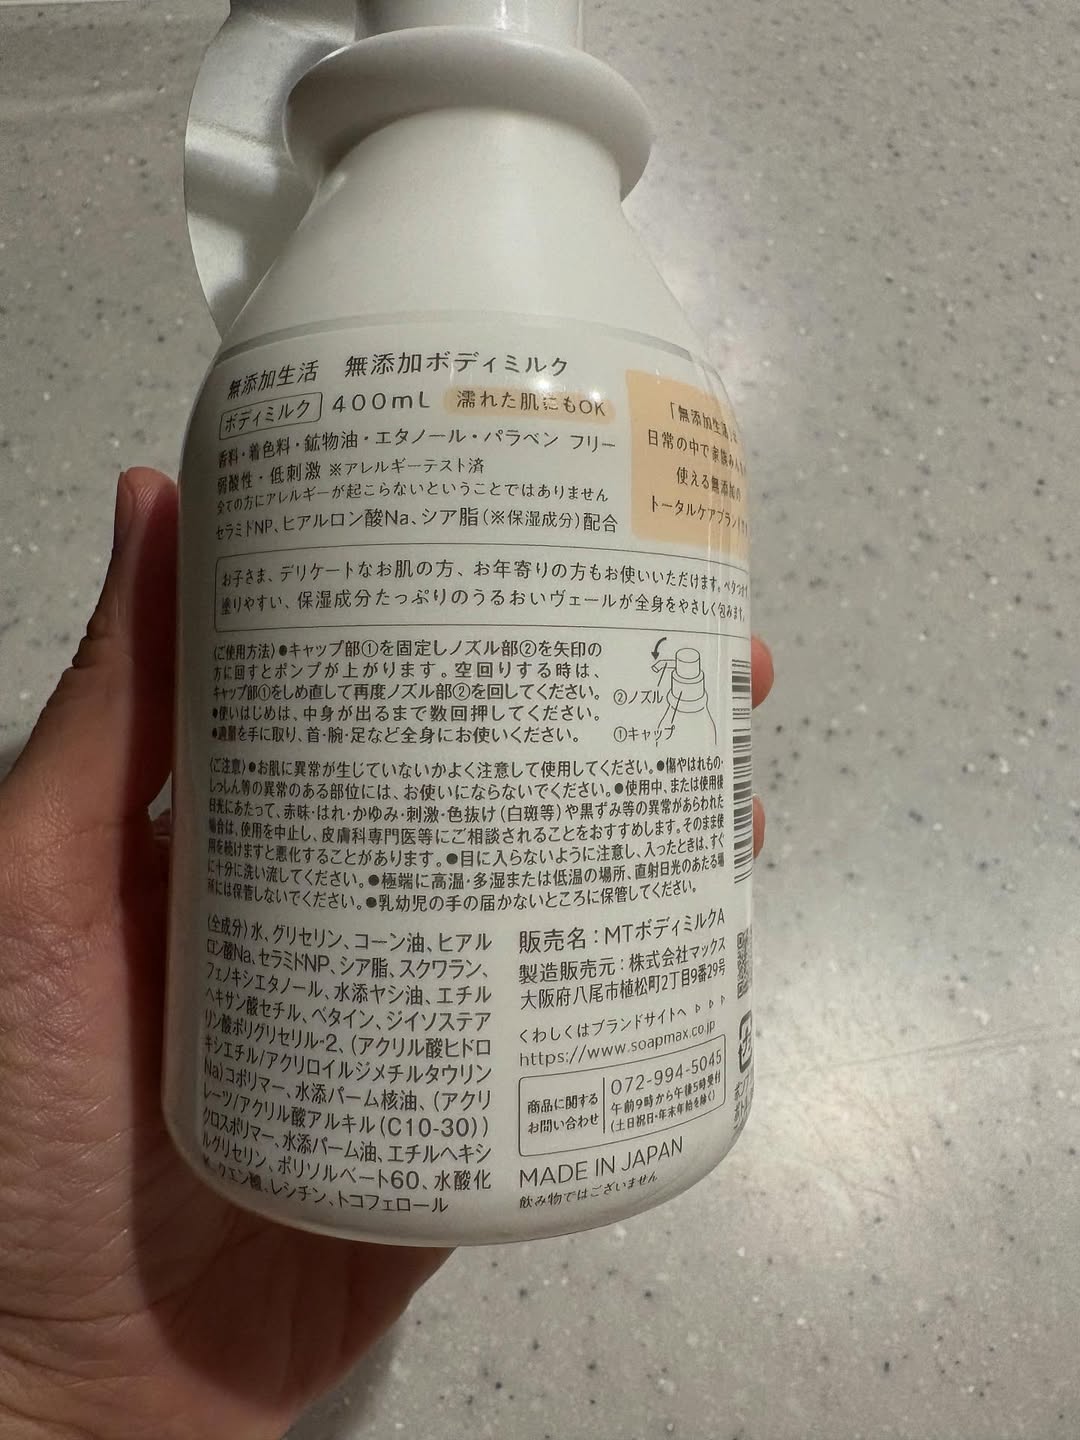 無添加生活 無添加ボディミルク
ボディミルク 400mL 濡れた肌にもOK
香料・着色料・鉱物油・エタノール・パラベン フリー
弱酸性・低刺激 ※アレルギーテスト済
全ての方にアレルギーが起こらないということではありません
セラミドNP、ヒアルロン酸Na、シア脂(※保湿成分)配合
「無添加生活」は
日常の中で家族みん
使える無添加の
トータルケアブランド
お子さま、デリケートなお肌の方、お年寄りの方もお使いいただけます。ベタつか
塗りやすい、保湿成分たっぷりのうるおいヴェールが全身をやさしく包みます。
〈ご使用方法〉●キャップ部①を固定しノズル部②を矢印の
方に回すとポンプが上がります。空回りする時は、
キャップ部①をしめ直して再度ノズル部②を回してください。
●使いはじめは、中身が出るまで数回押してください。
●適量を手に取り、首・腕・足など全身にお使いください。
②ノズル
①キャップ
〈ご注意〉●お肌に異常が生じていないかよく注意して使用してください。●傷やはれもの・
しっしん等の異常のある部位には、お使いにならないでください。●使用中、または使用後
日光にあたって、赤味・はれ・かゆみ・刺激・色抜け(白斑等)や黒ずみ等の異常があらわれた
場合は、使用を中止し、皮膚科専門医等にご相談されることをおすすめします。そのまま使
用を続けますと悪化することがあります。●目に入らないように注意し、入ったときは、すぐ
に十分に洗い流してください。●極端に高温・多湿または低温の場所、直射日光のあたる場
所には保管しないでください。●乳幼児の手の届かないところに保管してください。
〈全成分〉水、グリセリン、コーン油、ヒアル
ロン酸Na、セラミドNP、シア脂、スクワラン、
フェノキシエタノール、水添ヤシ油、エチル
ヘキサン酸セチル、ベタイン、ジイソステア
リン酸ポリグリセリル-2、(アクリル酸ヒドロ
キシエチル/アクリロイルジメチルタウリン
Na)コポリマー、水添パーム核油、(アクリ
レーツ/アクリル酸アルキル(C10-30))
クロスポリマー、水添パーム油、エチルヘキシ
ルグリセリン、ポリソルベート60、水酸化
K、クエン酸、レシチン、トコフェロール
販売名:MTボディミルクA
製造販売元:株式会社マックス
大阪府八尾市植松町2丁目9番29号
くわしくはブランドサイトへ ▷ ▷ ▷
https://www.soapmax.co.jp
商品に関する
お問い合わせ
072-994-5045
午前9時から午後5時受付
(土日祝日・年末年始を除く)
MADE IN JAPAN
飲み物ではございません